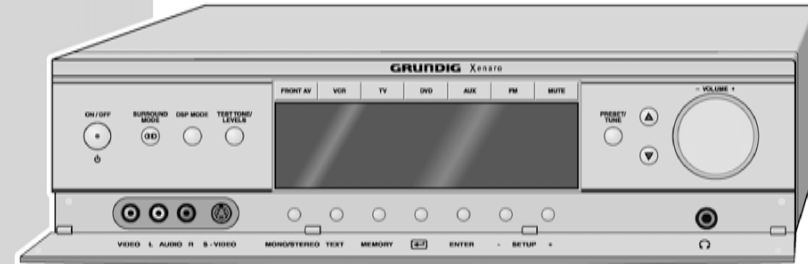 GRUNDIG Xenaro
FRONT AV VCR TV DVD AUX FM MUTE
- VOLUME +
ON / OFF
SURROUND
MODE
DSP MODE
TEST TONE/
LEVELS
PRESET/
TUNE
VIDEO L AUDIO R S-VIDEO
MONO/STEREO TEXT MEMORY ENTER - SETUP +